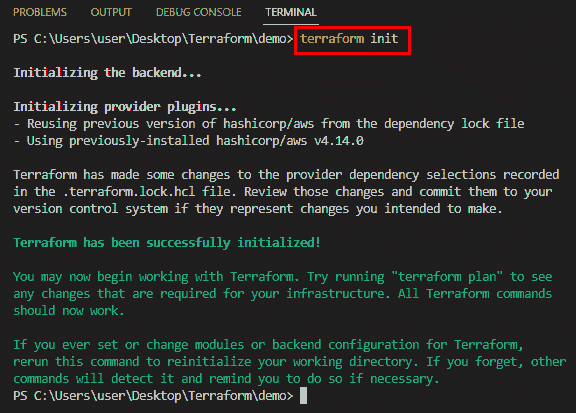 PROBLEMS OUTPUT DEBUG CONSOLE TERMINAL
PS C:\Users\user\Desktop\Terraform\demo> terraform init
Initializing the backend...
Initializing provider plugins...
- Reusing previous version of hashicorp/aws from the dependency lock file
- Using previously-installed hashicorp/aws v4.14.0
Terraform has made some changes to the provider dependency selections recorded
in the .terraform.lock.hcl file. Review those changes and commit them to your
version control system if they represent changes you intended to make.
Terraform has been successfully initialized!
You may now begin working with Terraform. Try running "terraform plan" to see
any changes that are required for your infrastructure. All Terraform commands
should now work.
If you ever set or change modules or backend configuration for Terraform,
rerun this command to reinitialize your working directory. If you forget, other
commands will detect it and remind you to do so if necessary.
PS C:\Users\user\Desktop\Terraform\demo>